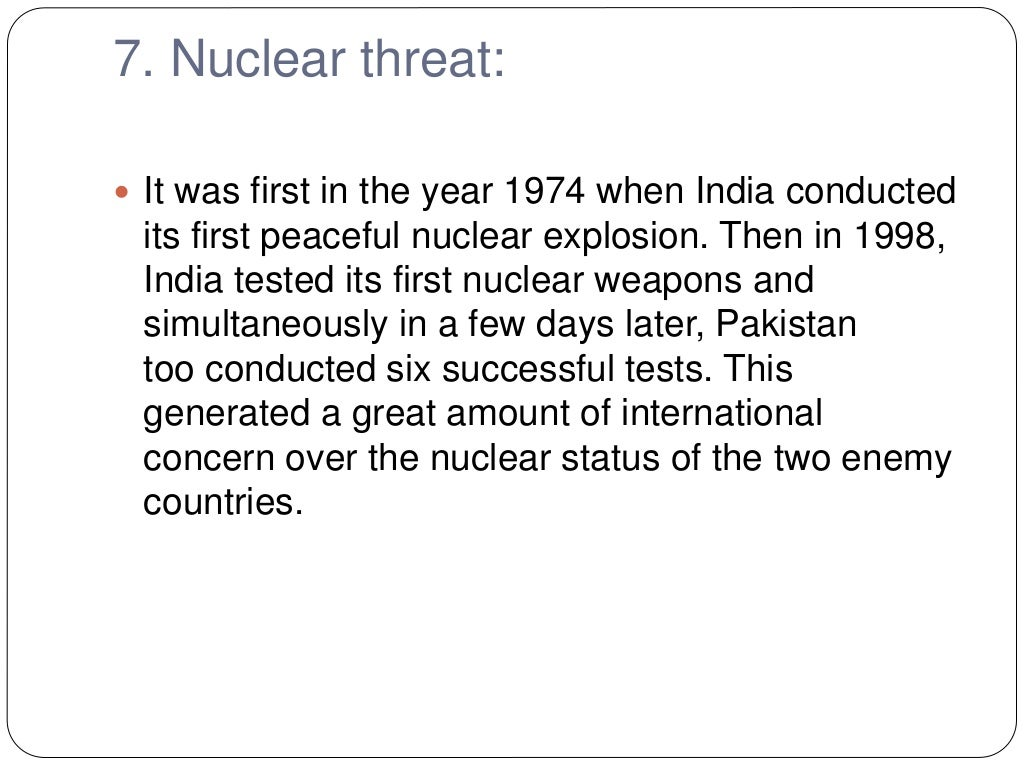 7. Nuclear threat:
• It was first in the year 1974 when India conducted
its first peaceful nuclear explosion. Then in 1998,
India tested its first nuclear weapons and
simultaneously in a few days later, Pakistan
too conducted six successful tests. This
generated a great amount of international
concern over the nuclear status of the two enemy
countries.